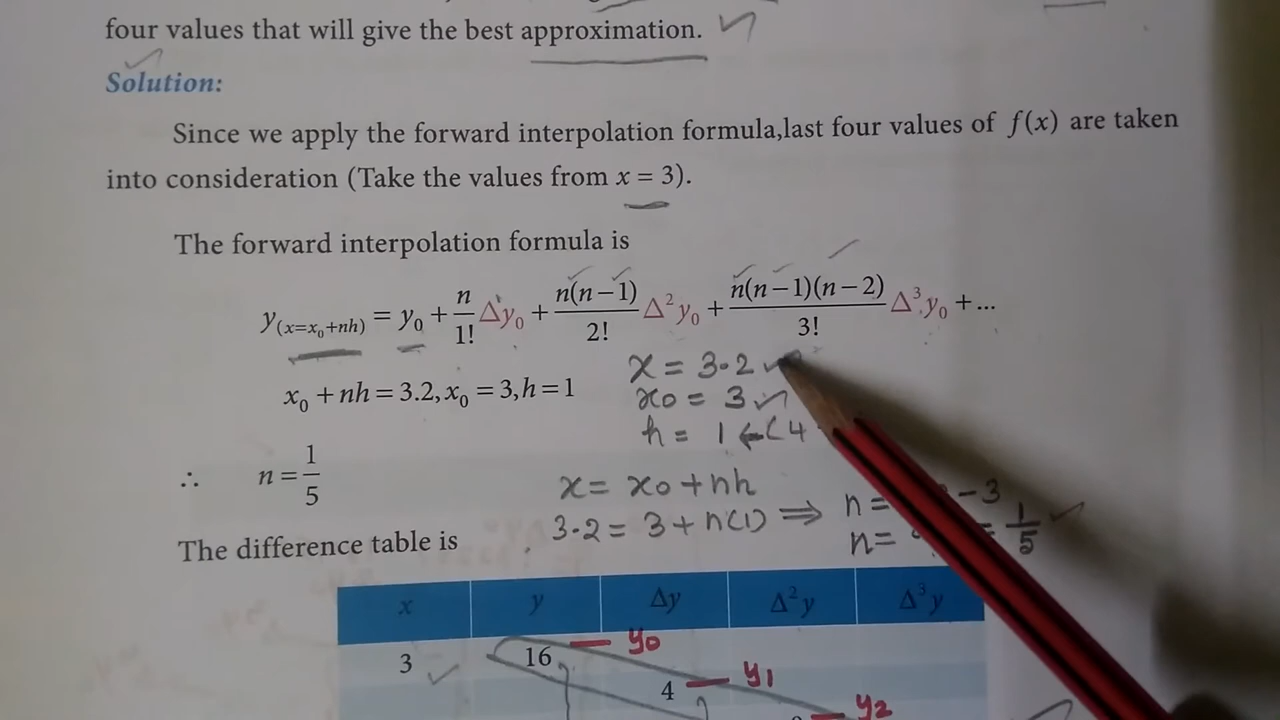 four values that will give the best approximation.
Solution:
Since we apply the forward interpolation formula,last four values of f(x) are taken
into consideration (Take the values from x = 3).
The forward interpolation formula is
y(x=x₀+nh) = y₀ + n/1! Δy₀ + n(n−1)/2! Δ²y₀ + n(n−1)(n−2)/3! Δ³y₀ + ...
x = 3.2
x₀ + nh = 3.2, x₀ = 3, h = 1
x₀ = 3
h = 1 ← (4
∴ n = 1/5
x = x₀ + nh
3.2 = 3 + n(1) ⇒ n = − 3
n = = 1/5
The difference table is
x y Δy Δ²y Δ³y
3 16 y₀
4 y₁
y₂